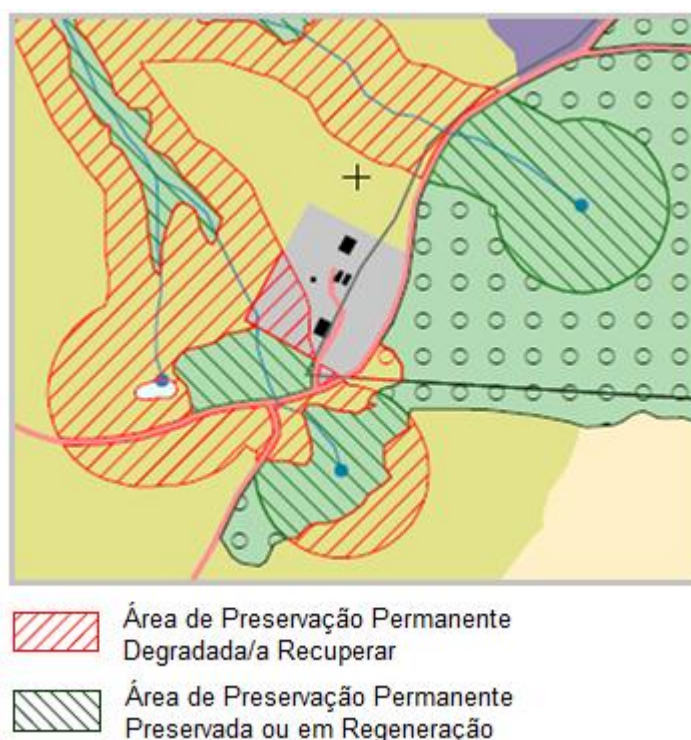 Área de Preservação Permanente
Degradada/a Recuperar
Área de Preservação Permanente
Preservada ou em Regeneração